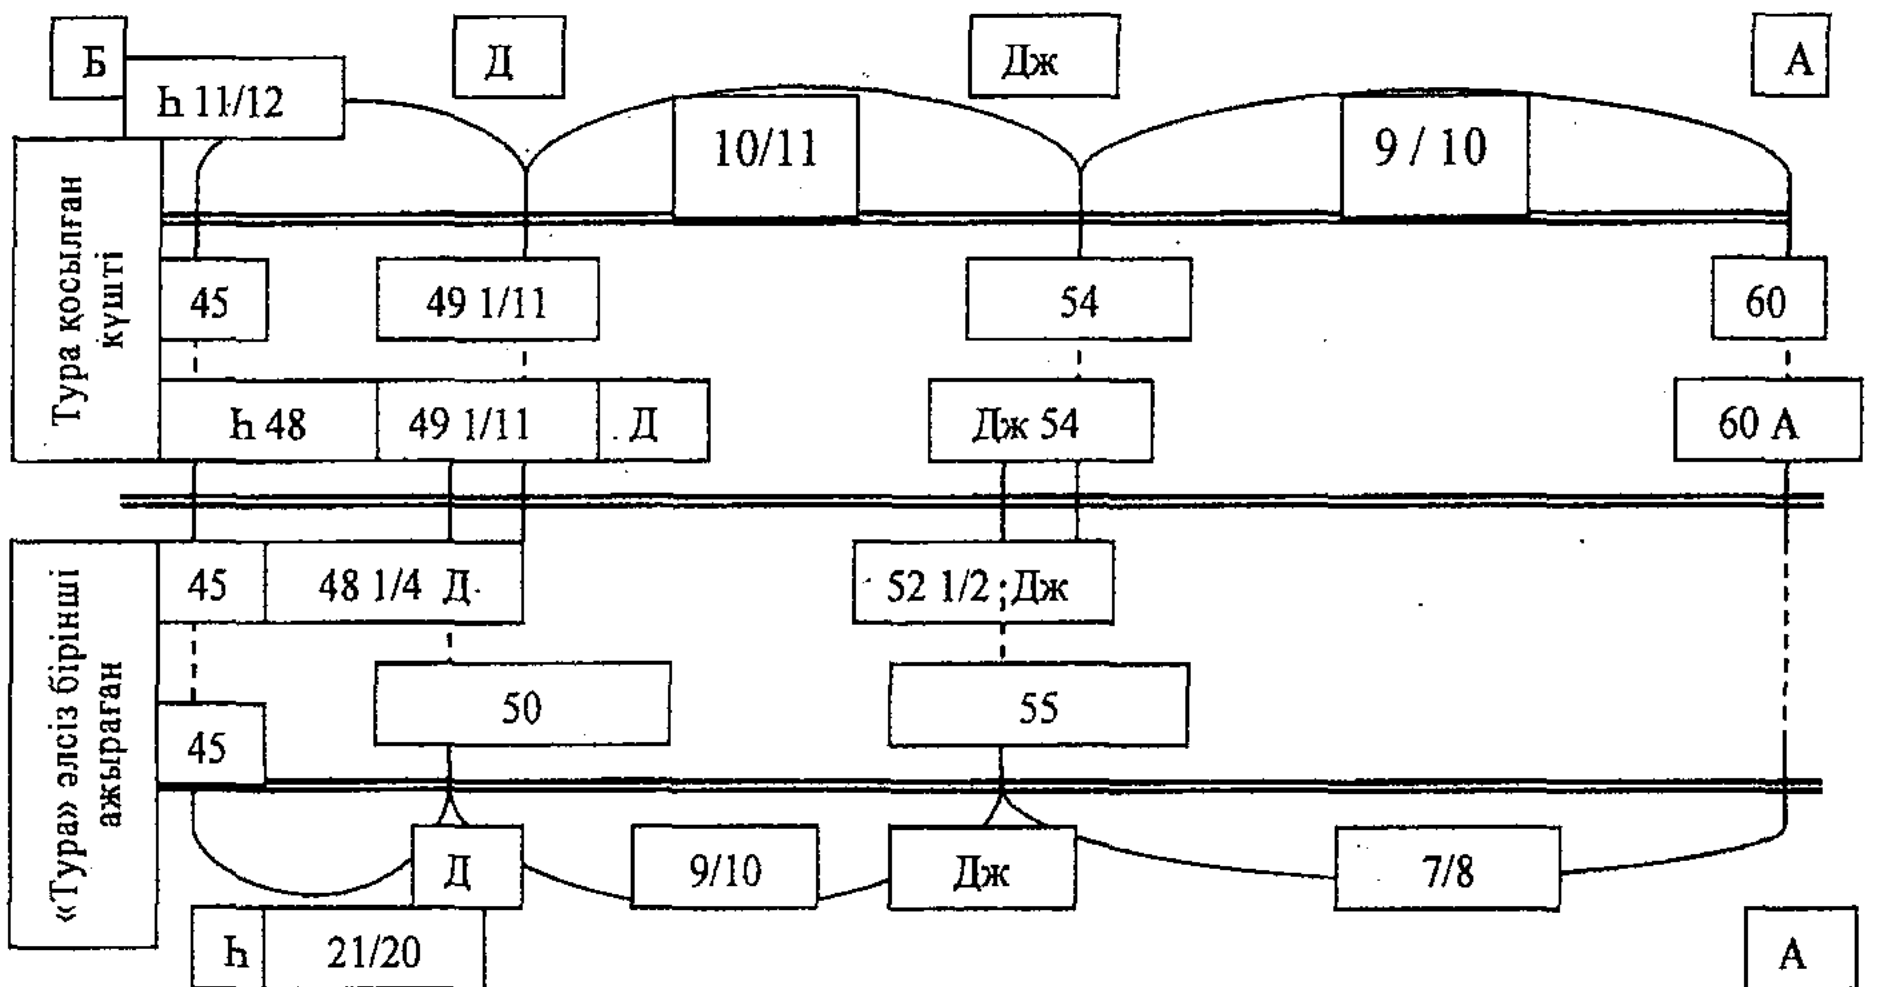 Б
Д
Дж
А
һ 11/12
10/11
9 / 10
Тура қосылған
күшті
45
49 1/11
54
60
һ 48
49 1/11
Д
Дж 54
60 А
«Тура» әлсіз бірінші
ажыраған
45
48 1/4 Д
52 1/2 Дж
50
55
45
Д
9/10
Дж
7/8
һ
21/20
А